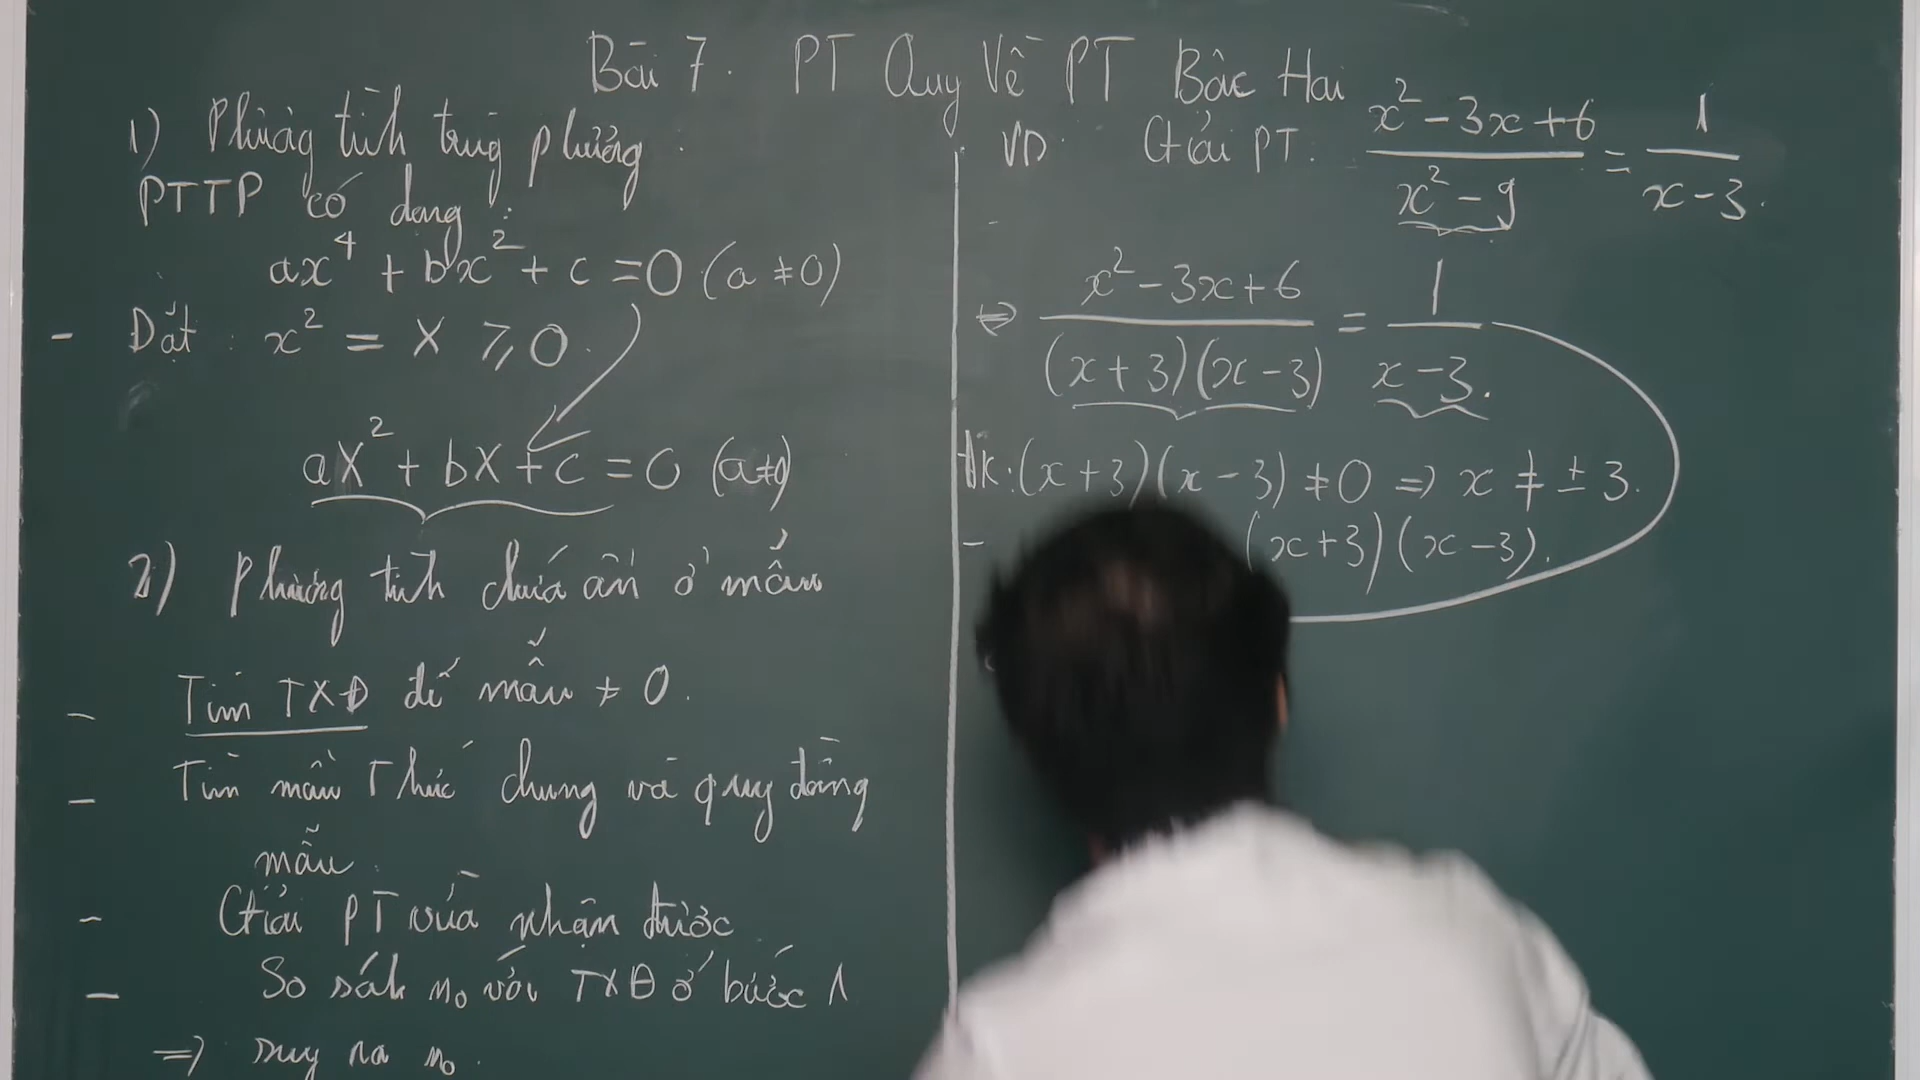 Bài 7. PT Quy Về PT Bậc Hai
1) Phương trình trùng phương :
PTTP có dạng :
ax⁴ + bx² + c = 0 (a ≠ 0)
- Đặt : x² = X ⩾ 0.
aX² + bX + c = 0 (a≠0)
2) Phương trình chứa ẩn ở mẫu
- Tìm TXĐ để mẫu ≠ 0.
- Tìm mẫu Thức chung và quy đồng
mẫu.
- Giải PT vừa nhận được
- So sánh n₀ với TXĐ ở bước 1
=> suy ra n₀.
VD: Giải PT: (x² - 3x + 6)/(x² - 9) = 1/(x - 3).
⇔ (x² - 3x + 6)/((x + 3)(x - 3)) = 1/(x - 3).
ĐK: (x + 3)(x - 3) ≠ 0 => x ≠ ± 3.
- (x + 3)(x - 3).